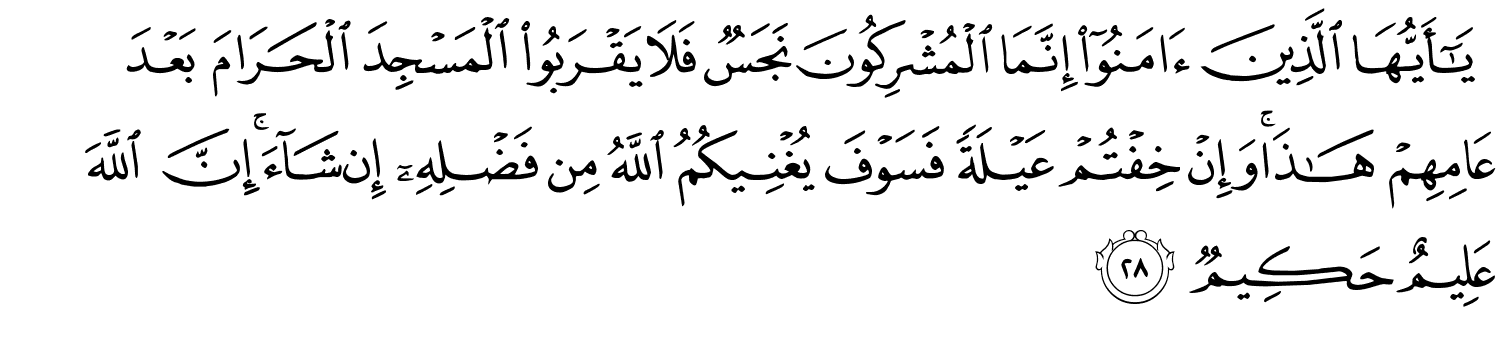 يَٰٓأَيُّهَا ٱلَّذِينَ ءَامَنُوٓا۟ إِنَّمَا ٱلْمُشْرِكُونَ نَجَسٌ فَلَا يَقْرَبُوا۟ ٱلْمَسْجِدَ ٱلْحَرَامَ بَعْدَ
عَامِهِمْ هَٰذَا ۚ وَإِنْ خِفْتُمْ عَيْلَةً فَسَوْفَ يُغْنِيكُمُ ٱللَّهُ مِن فَضْلِهِۦٓ إِن شَآءَ ۚ إِنَّ ٱللَّهَ
عَلِيمٌ حَكِيمٌ ٢٨